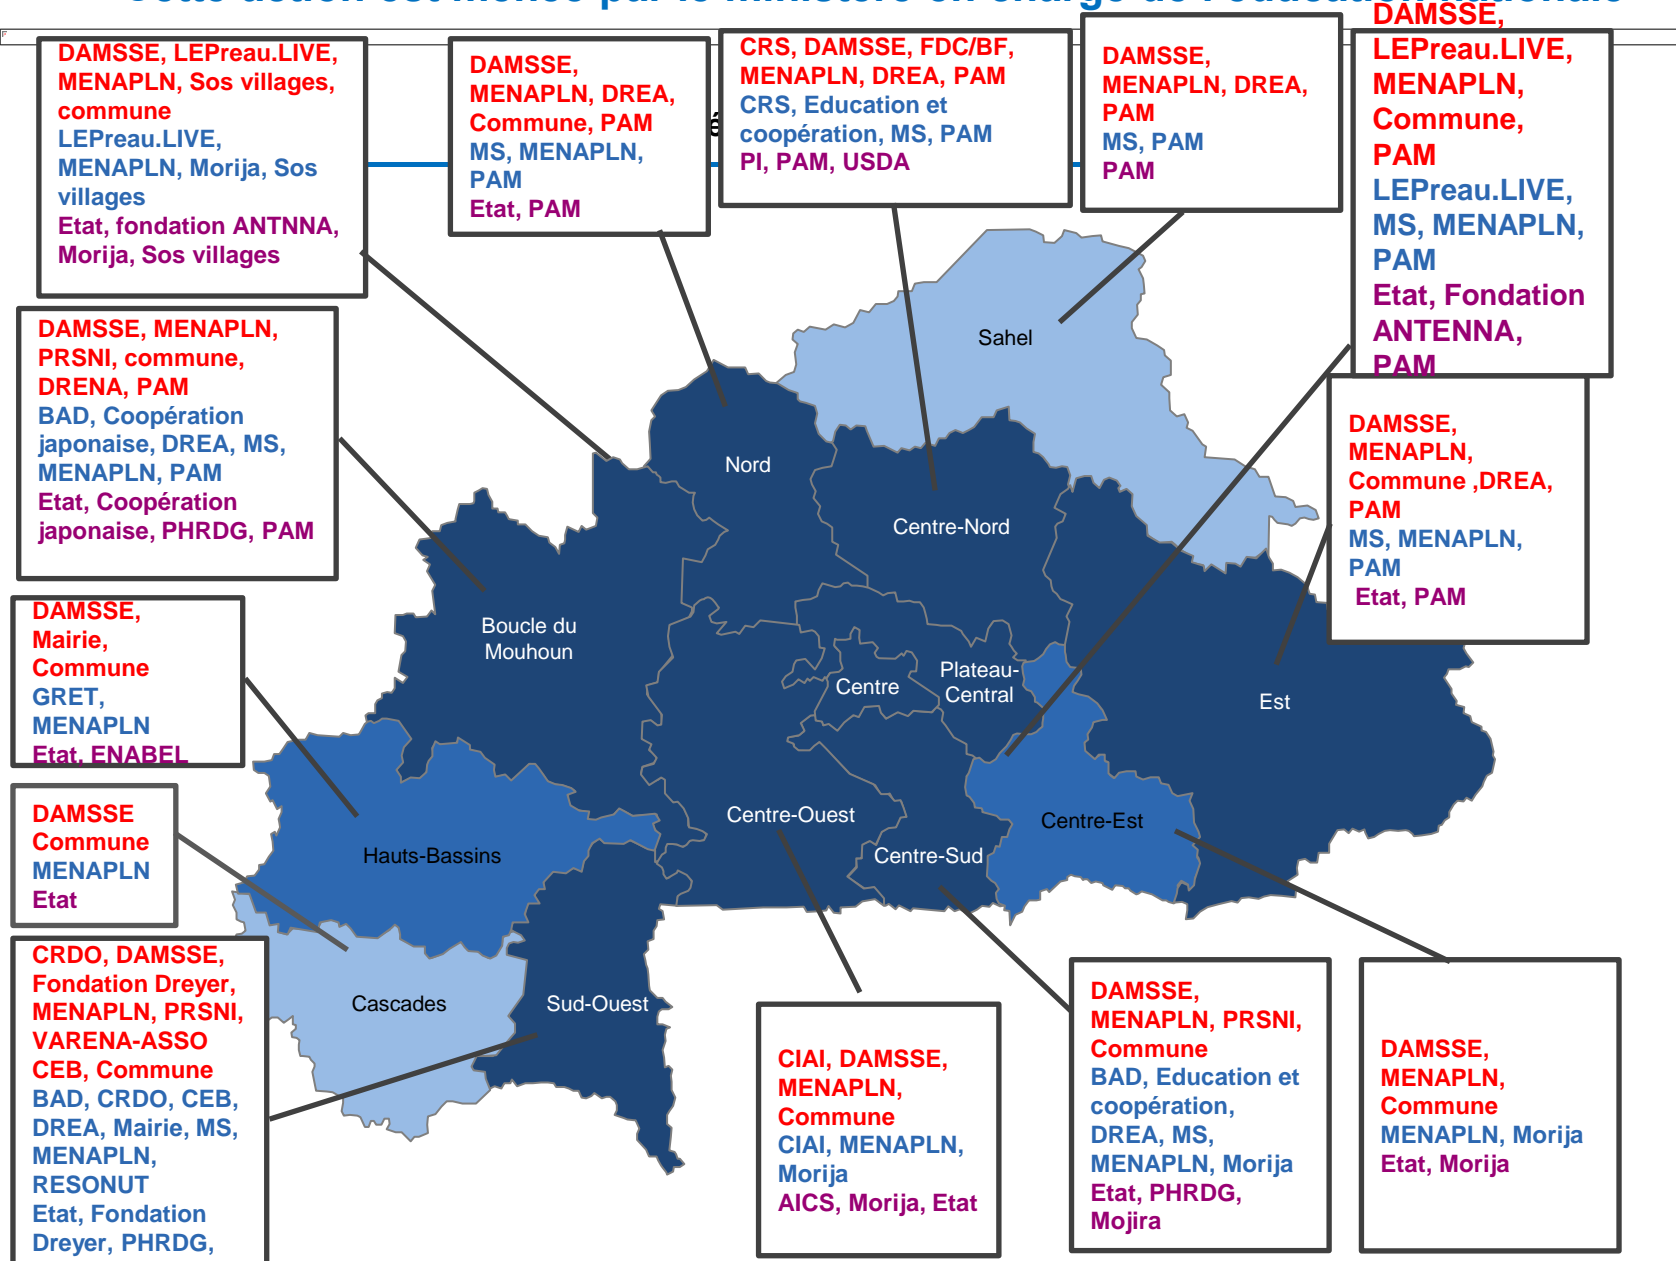 DAMSSE, LEPreau.LIVE,
MENAPLN, Sos villages,
commune
LEPreau.LIVE,
MENAPLN, Morija, Sos
villages
Etat, fondation ANTNNA,
Morija, Sos villages
DAMSSE,
MENAPLN, DREA,
Commune, PAM
MS, MENAPLN,
PAM
Etat, PAM
CRS, DAMSSE, FDC/BF,
MENAPLN, DREA, PAM
CRS, Education et
coopération, MS, PAM
PI, PAM, USDA
DAMSSE,
MENAPLN, DREA,
PAM
MS, PAM
PAM
DAMSSE,
LEPreau.LIVE,
MENAPLN,
Commune,
PAM
LEPreau.LIVE,
MS, MENAPLN,
PAM
Etat, Fondation
ANTENNA,
PAM
DAMSSE, MENAPLN,
PRSNI, commune,
DRENA, PAM
BAD, Coopération
japonaise, DREA, MS,
MENAPLN, PAM
Etat, Coopération
japonaise, PHRDG, PAM
DAMSSE,
MENAPLN,
Commune ,DREA,
PAM
MS, MENAPLN,
PAM
Etat, PAM
DAMSSE,
Mairie,
Commune
GRET,
MENAPLN
Etat, ENABEL
DAMSSE
Commune
MENAPLN
Etat
CRDO, DAMSSE,
Fondation Dreyer,
MENAPLN, PRSNI,
VARENA-ASSO
CEB, Commune
BAD, CRDO, CEB,
DREA, Mairie, MS,
MENAPLN,
RESONUT
Etat, Fondation
Dreyer, PHRDG,
Sahel
Nord
Centre-Nord
Boucle du
Mouhoun
Centre
Plateau-
Central
Est
Centre-Ouest
Centre-Est
Hauts-Bassins
Centre-Sud
Cascades
Sud-Ouest
CIAI, DAMSSE,
MENAPLN,
Commune
CIAI, MENAPLN,
Morija
AICS, Morija, Etat
DAMSSE,
MENAPLN, PRSNI,
Commune
BAD, Education et
coopération,
DREA, MS,
MENAPLN, Morija
Etat, PHRDG,
Mojira
DAMSSE,
MENAPLN,
Commune
MENAPLN, Morija
Etat, Morija